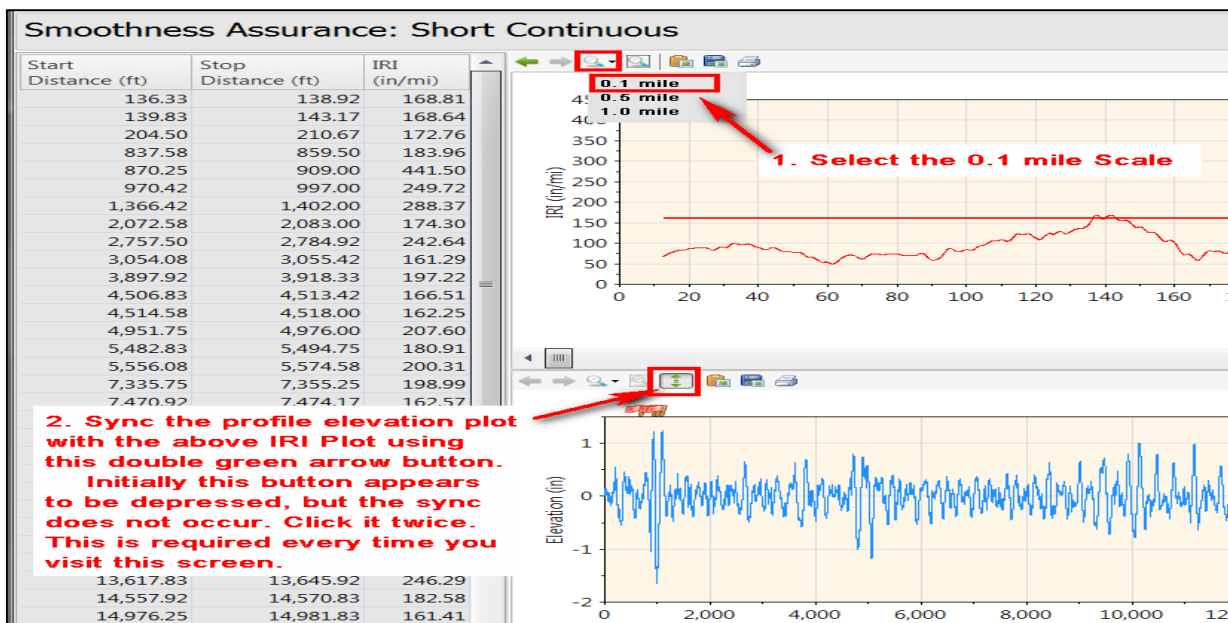 Smoothness Assurance: Short Continuous
Start Distance (ft) Stop Distance (ft) IRI (in/mi)
136.33 138.92 168.81
139.83 143.17 168.64
204.50 210.67 172.76
837.58 859.50 183.96
870.25 909.00 441.50
970.42 997.00 249.72
1,366.42 1,402.00 288.37
2,072.58 2,083.00 174.30
2,757.50 2,784.92 242.64
3,054.08 3,055.42 161.29
3,897.92 3,918.33 197.22
4,506.83 4,513.42 166.51
4,514.58 4,518.00 162.25
4,951.75 4,976.00 207.60
5,482.83 5,494.75 180.91
5,556.08 5,574.58 200.31
7,335.75 7,355.25 198.99
7,470.92 7,474.17 162.57
2. Sync the profile elevation plot
with the above IRI Plot using
this double green arrow button.
Initially this button appears
to be depressed, but the sync
does not occur. Click it twice.
This is required every time you
visit this screen.
13,617.83 13,645.92 246.29
14,557.92 14,570.83 182.58
14,976.25 14,981.83 161.41
0.1 mile
0.5 mile
1.0 mile
1. Select the 0.1 mile Scale
IRI (in/mi)
350
300
250
200
150
100
50
0
0 20 40 60 80 100 120 140 160
Elevation (in)
1
0
-1
-2
0 2,000 4,000 6,000 8,000 10,000